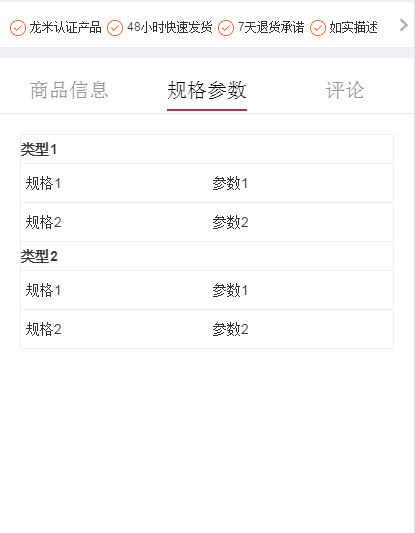 龙米认证产品 48小时快速发货 7天退货承诺 如实描述
商品信息 规格参数 评论
类型1
规格1 参数1
规格2 参数2
类型2
规格1 参数1
规格2 参数2